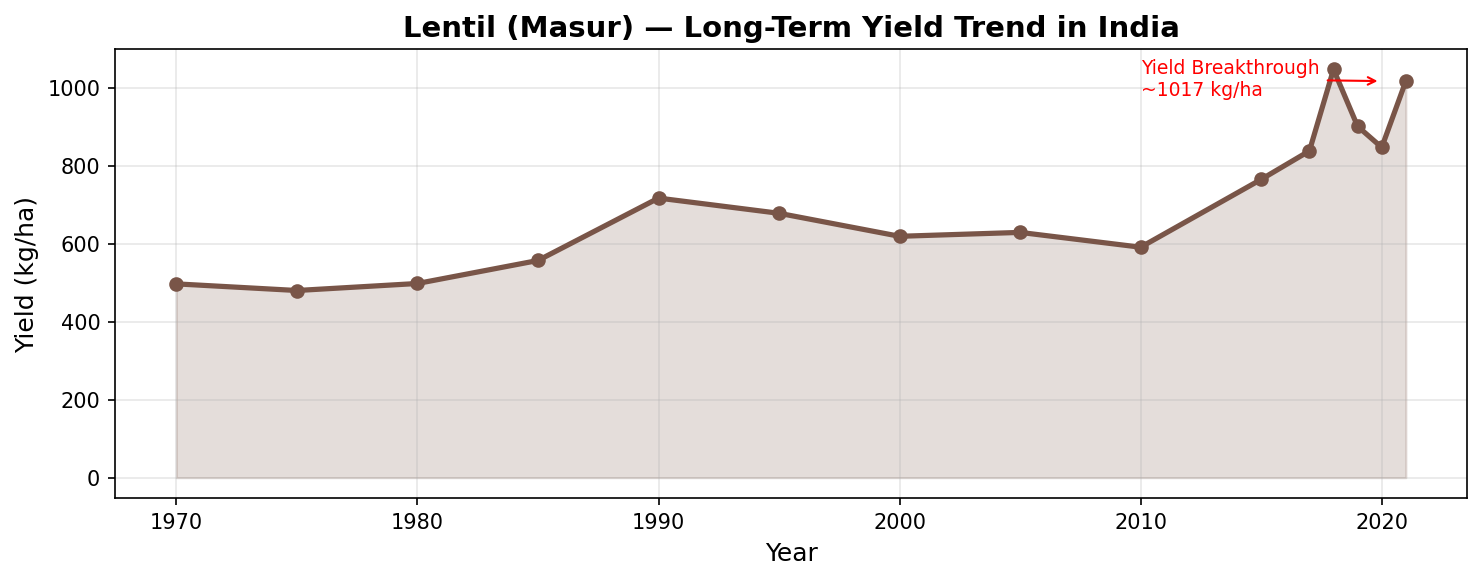 Lentil (Masur) — Long-Term Yield Trend in India
Yield Breakthrough
~1017 kg/ha
Yield (kg/ha)
1000
800
600
400
200
0
1970
1980
1990
2000
2010
2020
Year